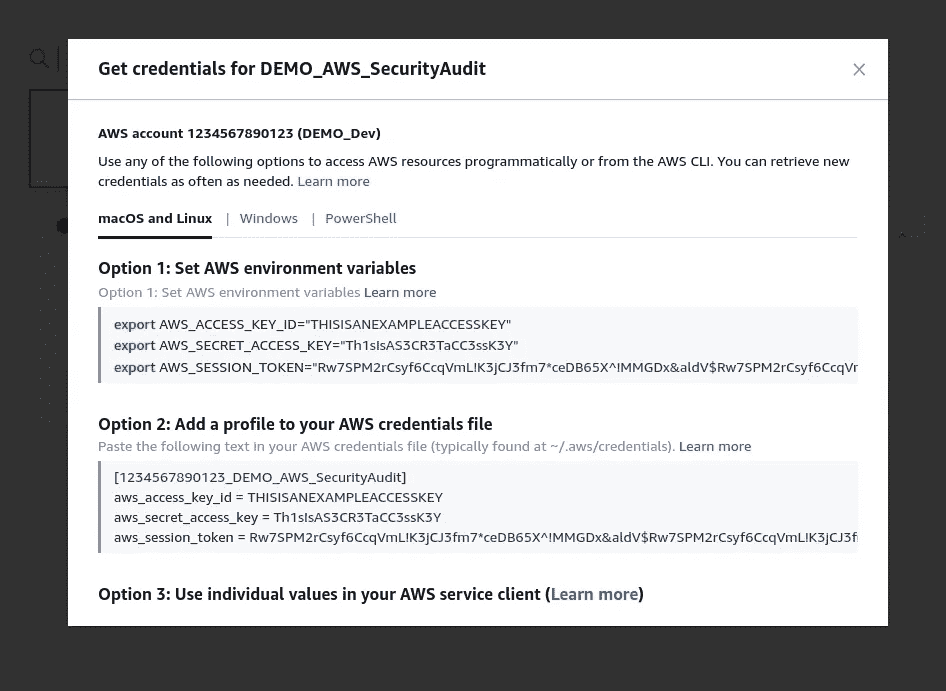 Get credentials for DEMO_AWS_SecurityAudit
AWS account 1234567890123 (DEMO_Dev)
Use any of the following options to access AWS resources programmatically or from the AWS CLI. You can retrieve new
credentials as often as needed. Learn more
macOS and Linux | Windows | PowerShell
Option 1: Set AWS environment variables
Option 1: Set AWS environment variables Learn more
export AWS_ACCESS_KEY_ID="THISISANEXAMPLEACCESSKEY"
export AWS_SECRET_ACCESS_KEY="Th1sIsAS3CR3TaCC3ssK3Y"
export AWS_SESSION_TOKEN="Rw7SPM2rCsyf6CcqVmL!K3jCJ3fm7*ceDB65X^!MMGDx&aldV$Rw7SPM2rCsyf6CcqVr
Option 2: Add a profile to your AWS credentials file
Paste the following text in your AWS credentials file (typically found at ~/.aws/credentials). Learn more
[1234567890123_DEMO_AWS_SecurityAudit]
aws_access_key_id = THISISANEXAMPLEACCESSKEY
aws_secret_access_key = Th1sIsAS3CR3TaCC3ssK3Y
aws_session_token = Rw7SPM2rCsyf6CcqVmL!K3jCJ3fm7*ceDB65X^!MMGDx&aldV$Rw7SPM2rCsyf6CcqVmL!K3jCJ3f
Option 3: Use individual values in your AWS service client (Learn more)